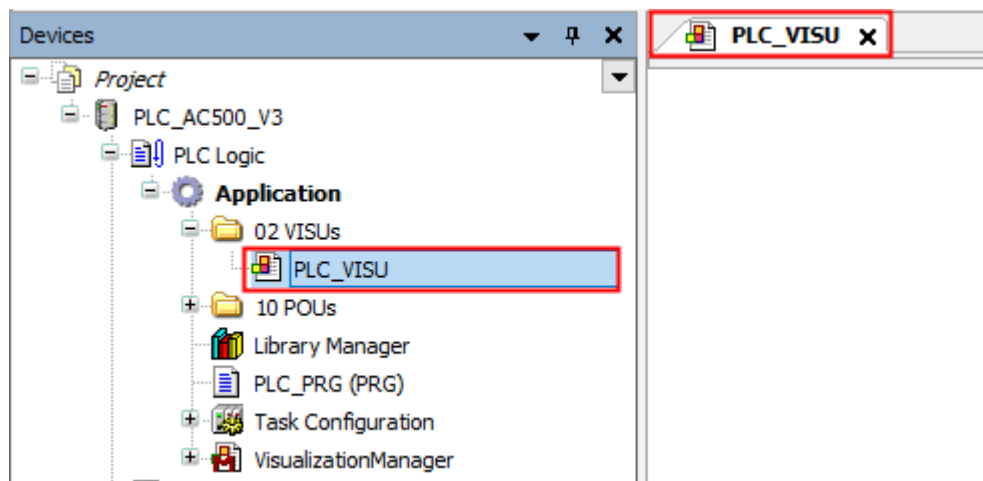 Devices
PLC_VISU
Project
PLC_AC500_V3
PLC Logic
Application
02 VISUs
PLC_VISU
10 POUs
Library Manager
PLC_PRG (PRG)
Task Configuration
VisualizationManager